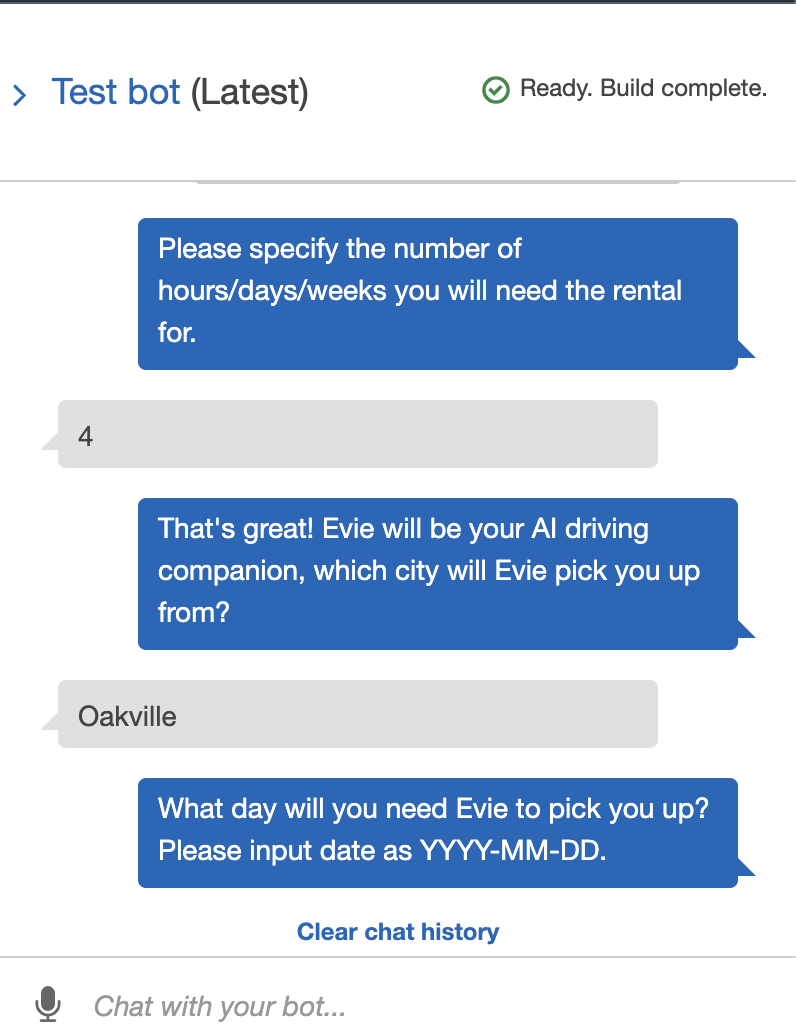 Test bot (Latest)
Ready. Build complete.
Please specify the number of
hours/days/weeks you will need the rental
for.
4
That's great! Evie will be your AI driving
companion, which city will Evie pick you up
from?
Oakville
What day will you need Evie to pick you up?
Please input date as YYYY-MM-DD.
Clear chat history
Chat with your bot...